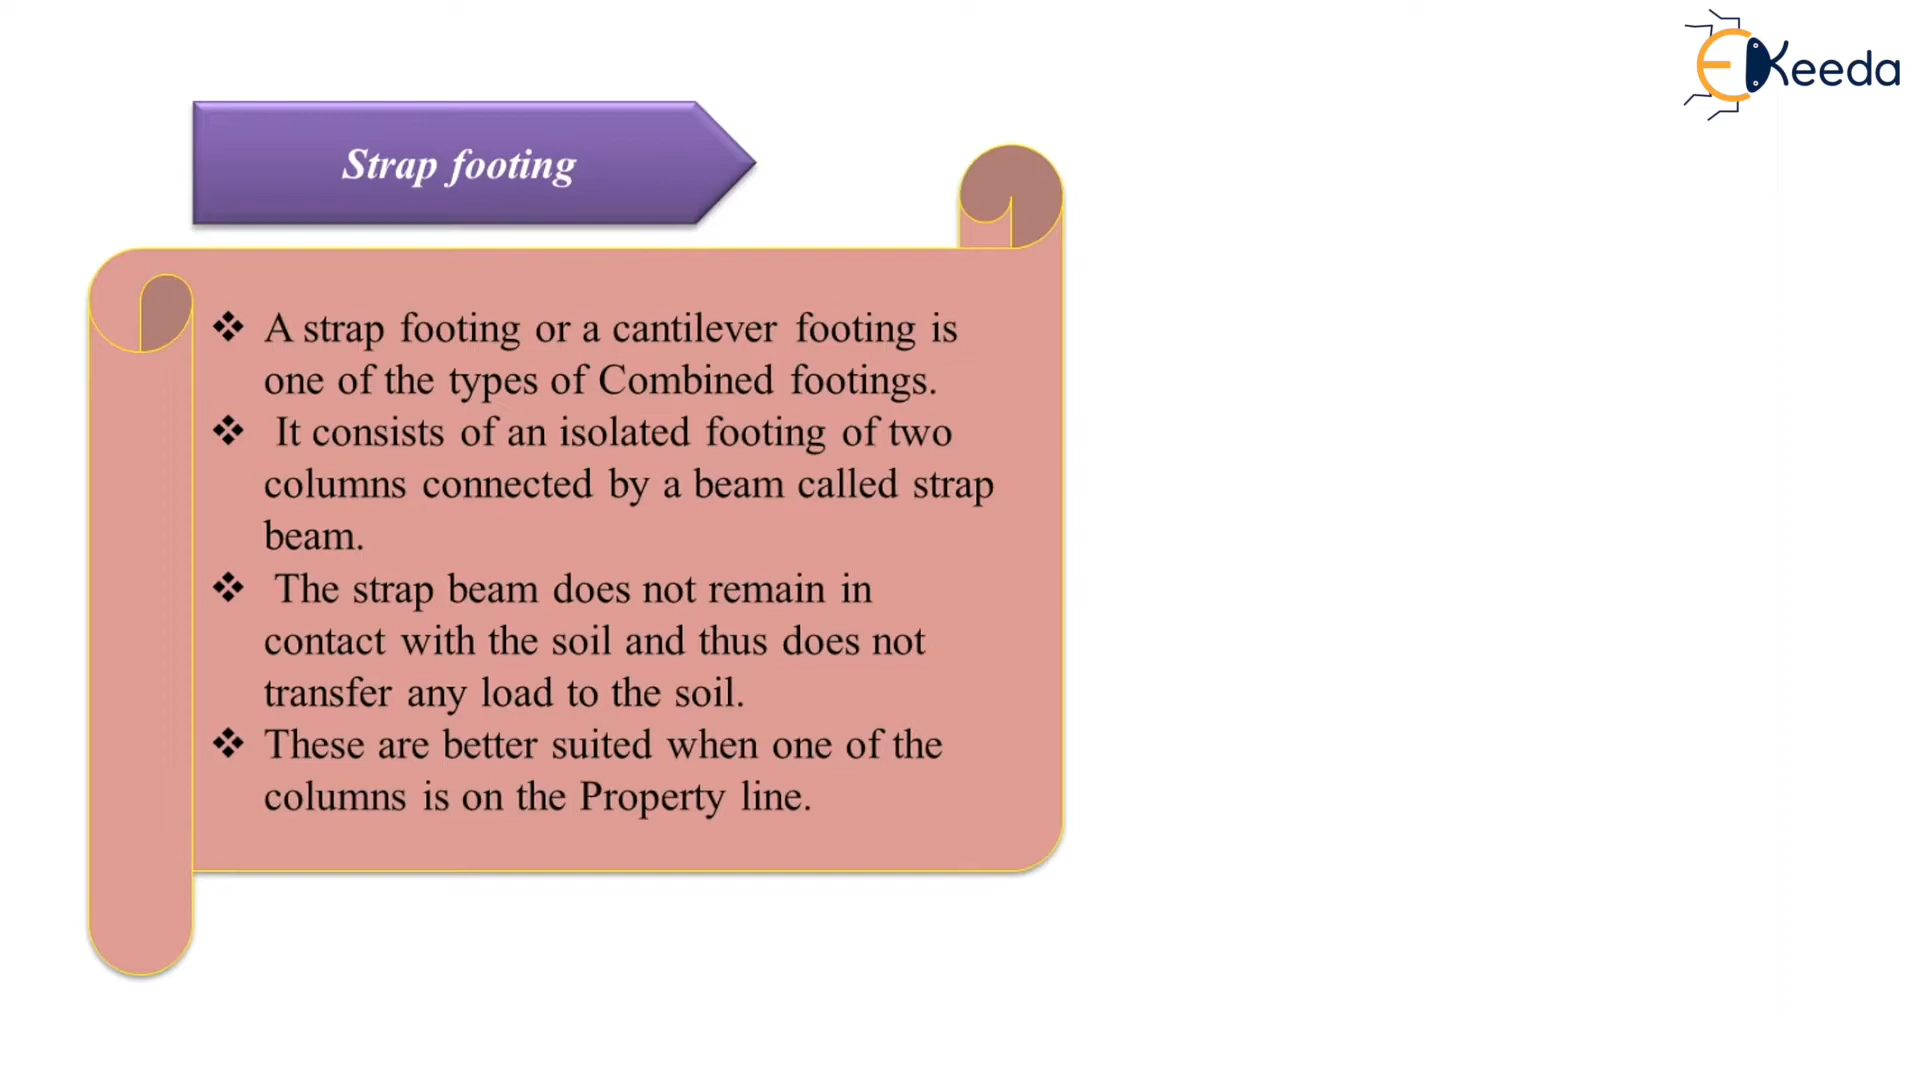 EKeeda
Strap footing
❖ A strap footing or a cantilever footing is
one of the types of Combined footings.
❖ It consists of an isolated footing of two
columns connected by a beam called strap
beam.
❖ The strap beam does not remain in
contact with the soil and thus does not
transfer any load to the soil.
❖ These are better suited when one of the
columns is on the Property line.